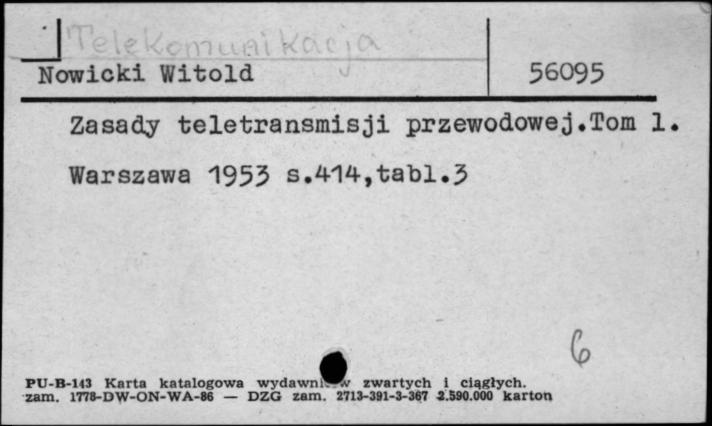 Telekomunikacja
Nowicki Witold 56095
Zasady teletransmisji przewodowej.Tom 1.
Warszawa 1953 s.414,tabl.3
6
PU-B-143 Karta katalogowa zwartych i ciągłych.
zam. 1778-DW-ON-WA-86 — DZG zam. 2713-391-3-367 2.590.000 karton